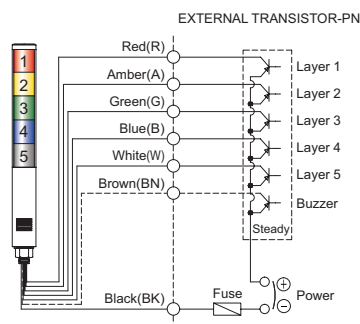 EXTERNAL TRANSISTOR-PN
Red(R)
Layer 1
Amber(A)
Layer 2
Green(G)
Layer 3
Blue(B)
Layer 4
White(W)
Layer 5
Brown(BN)
Buzzer
Steady
1
2
3
4
5
Black(BK)
Fuse
+
Power
-